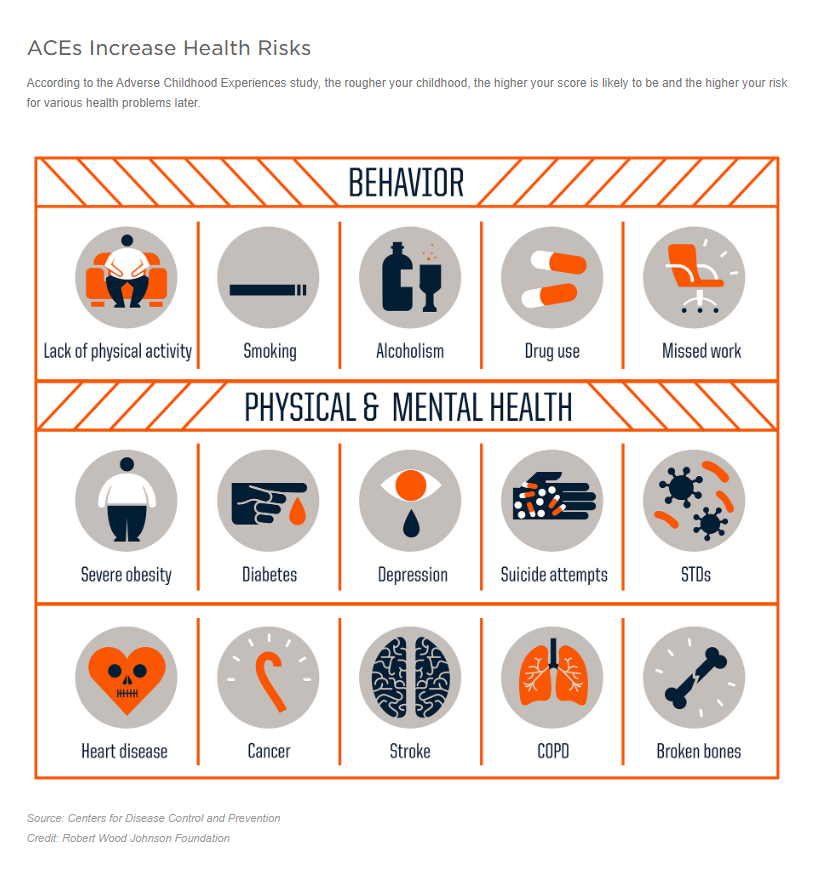 ACEs Increase Health Risks
According to the Adverse Childhood Experiences study, the rougher your childhood, the higher your score is likely to be and the higher your risk
for various health problems later.
BEHAVIOR
Lack of physical activity
Smoking
Alcoholism
Drug use
Missed work
PHYSICAL & MENTAL HEALTH
Severe obesity
Diabetes
Depression
Suicide attempts
STDs
Heart disease
Cancer
Stroke
COPD
Broken bones
Source: Centers for Disease Control and Prevention
Credit: Robert Wood Johnson Foundation